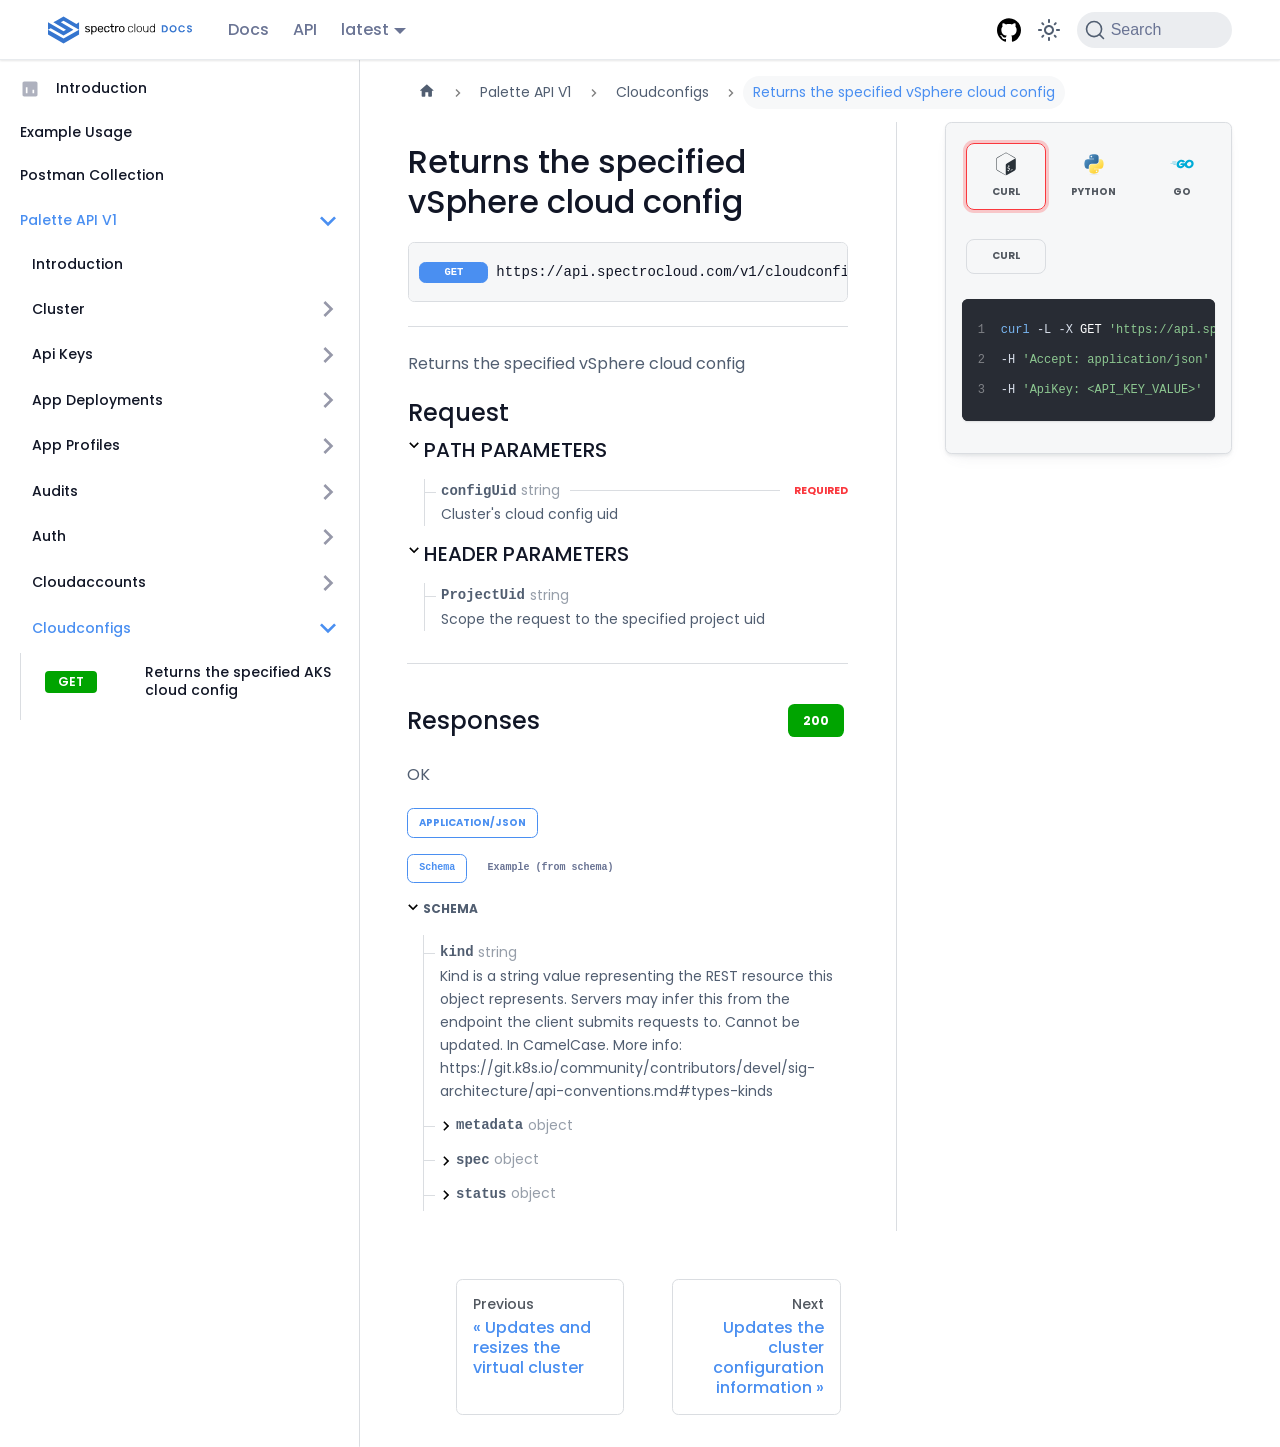 spectro cloud DOCS
Docs
API
latest
Search
Introduction
Example Usage
Postman Collection
Palette API V1
Introduction
Cluster
Api Keys
App Deployments
App Profiles
Audits
Auth
Cloudaccounts
Cloudconfigs
GET
Returns the specified AKS
cloud config
Palette API V1
Cloudconfigs
Returns the specified vSphere cloud config
Returns the specified
vSphere cloud config
GET https://api.spectrocloud.com/v1/cloudconfi
Returns the specified vSphere cloud config
Request
PATH PARAMETERS
configUid string REQUIRED
Cluster's cloud config uid
HEADER PARAMETERS
ProjectUid string
Scope the request to the specified project uid
Responses
200
OK
APPLICATION/JSON
Schema Example (from schema)
SCHEMA
kind string
Kind is a string value representing the REST resource this
object represents. Servers may infer this from the
endpoint the client submits requests to. Cannot be
updated. In CamelCase. More info:
https://git.k8s.io/community/contributors/devel/sig-
architecture/api-conventions.md#types-kinds
metadata object
spec object
status object
CURL
PYTHON
GO
GO
CURL
1 curl -L -X GET 'https://api.sp
2 -H 'Accept: application/json'
3 -H 'ApiKey: <API_KEY_VALUE>'
Previous
« Updates and
resizes the
virtual cluster
Next
Updates the
cluster
configuration
information »